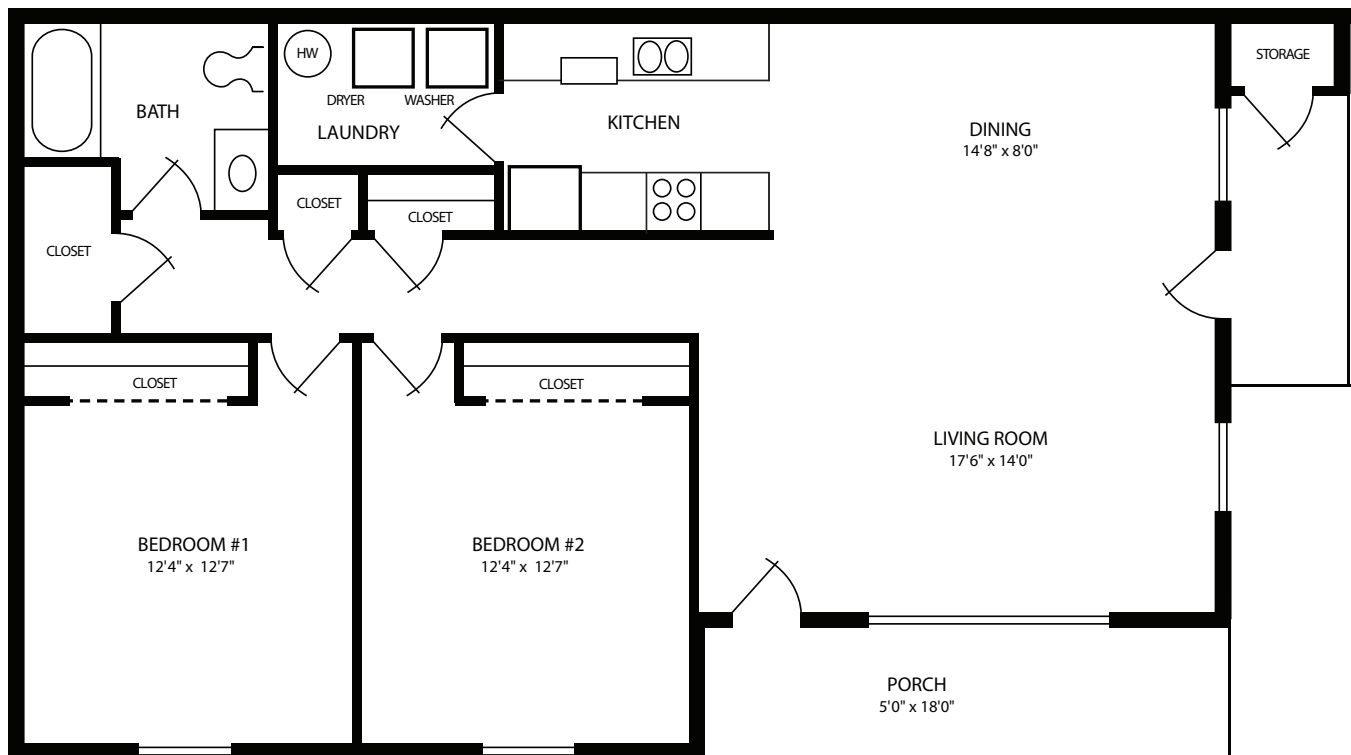 HW
STORAGE
DRYER
WASHER
BATH
LAUNDRY
KITCHEN
DINING
14'8" x 8'0"
CLOSET
CLOSET
CLOSET
CLOSET
CLOSET
LIVING ROOM
17'6" x 14'0"
BEDROOM #1
12'4" x 12'7"
BEDROOM #2
12'4" x 12'7"
PORCH
5'0" x 18'0"